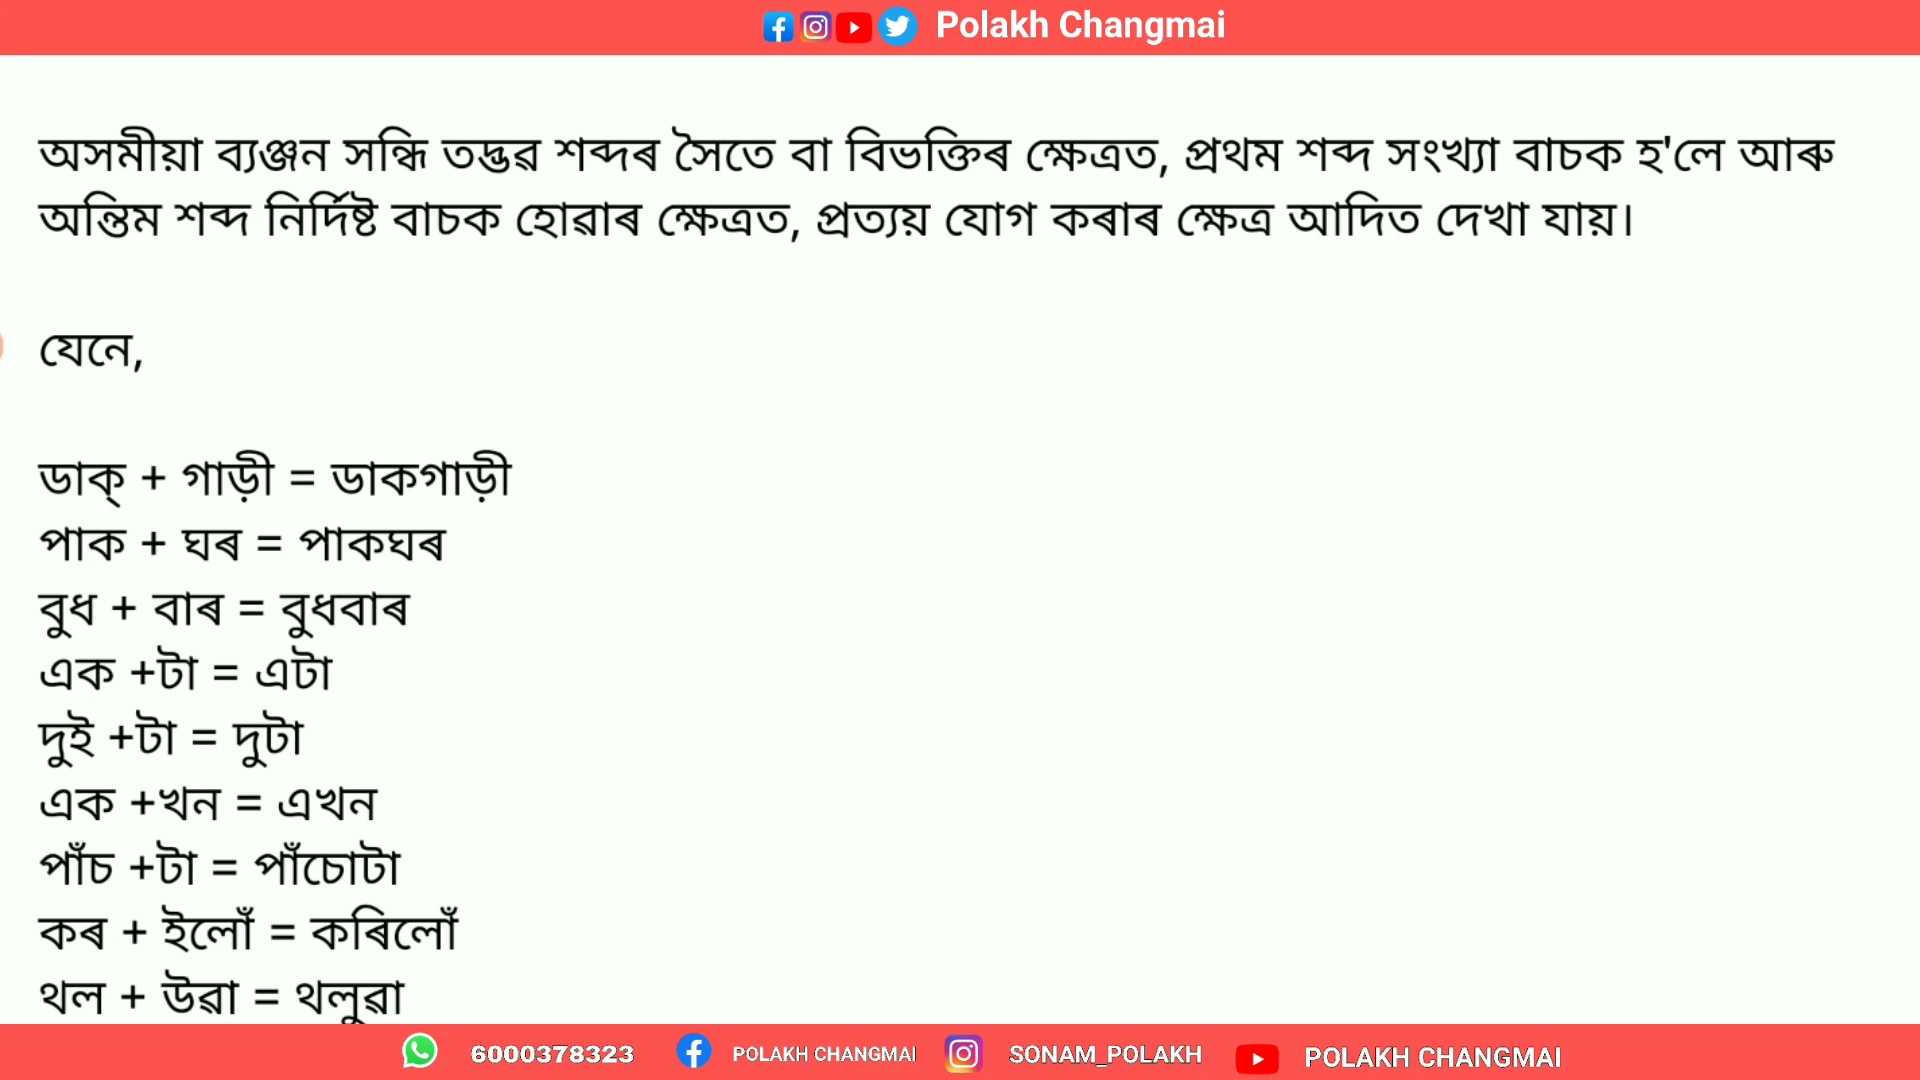 Polakh Changmai
অসমীয়া ব্যঞ্জন সন্ধি তদ্ভৱ শব্দৰ সৈতে বা বিভক্তিৰ ক্ষেত্ৰত, প্ৰথম শব্দ সংখ্যা বাচক হ'লে আৰু
অন্তিম শব্দ নিৰ্দিষ্ট বাচক হোৱাৰ ক্ষেত্ৰত, প্ৰত্যয় যোগ কৰাৰ ক্ষেত্ৰ আদিত দেখা যায়।
যেনে,
ডাক্ + গাড়ী = ডাকগাড়ী
পাক + ঘৰ = পাকঘৰ
বুধ + বাৰ = বুধবাৰ
এক +টা = এটা
দুই +টা = দুটা
এক +খন = এখন
পাঁচ +টা = পাঁচোটা
কৰ + ইলোঁ = কৰিলোঁ
থল + উৱা = থলুৱা
6000378323 POLAKH CHANGMAI SONAM_POLAKH POLAKH CHANGMAI